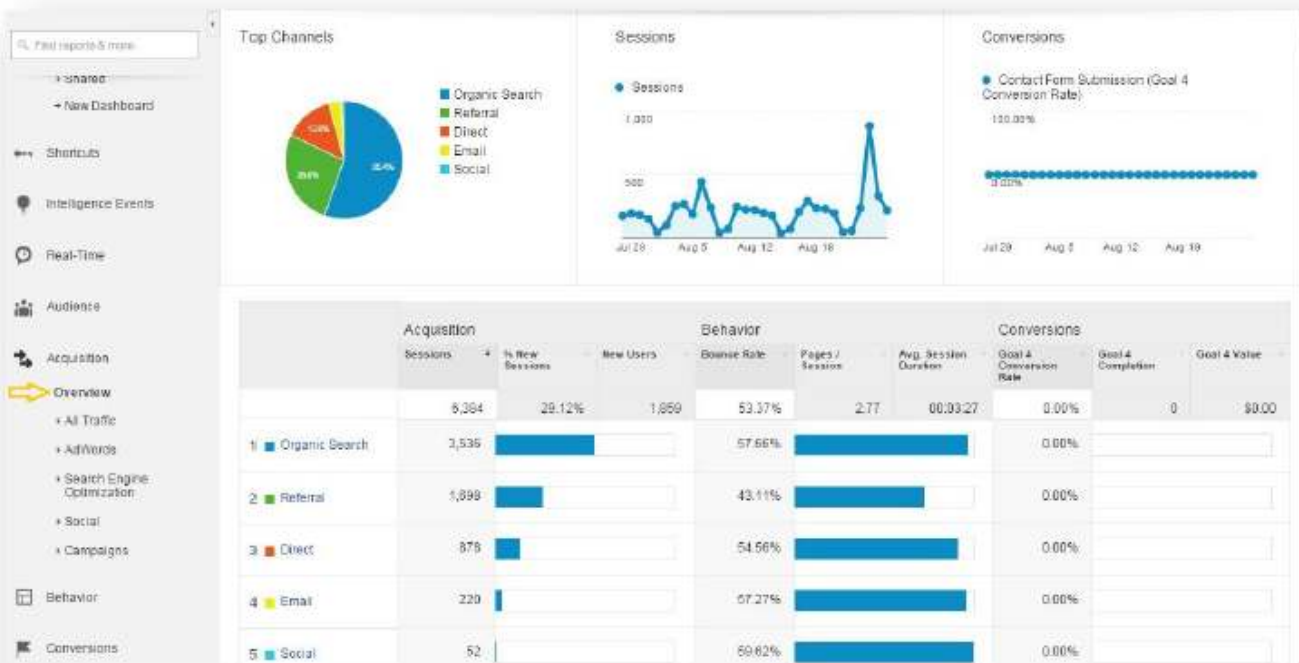 Find reports & more
Shared
New Dashboard
Shortcuts
Intelligence Events
Real-Time
Audience
Acquisition
Overview
All Traffic
AdWords
Search Engine
Optimization
Social
Campaigns
Behavior
Conversions
Top Channels
Organic Search
Referral
Direct
Email
Social
Sessions
Sessions
1,000
500
Jul 29 Aug 5 Aug 12 Aug 19
Conversions
Contact Form Submission (Goal 4
Conversion Rate)
100.00%
0.00%
Jul 29 Aug 5 Aug 12 Aug 19
Acquisition Behavior Conversions
Sessions % New Sessions New Users Bounce Rate Pages / Session Avg. Session Duration Goal 4 Conversion Rate Goal 4 Completion Goal 4 Value
6,384 29.12% 1,859 53.37% 2.77 00:03:27 0.00% 0 $0.00
1 Organic Search 3,536 57.66% 0.00%
2 Referral 1,698 43.11% 0.00%
3 Direct 878 54.56% 0.00%
4 Email 220 57.27% 0.00%
5 Social 52 59.62% 0.00%